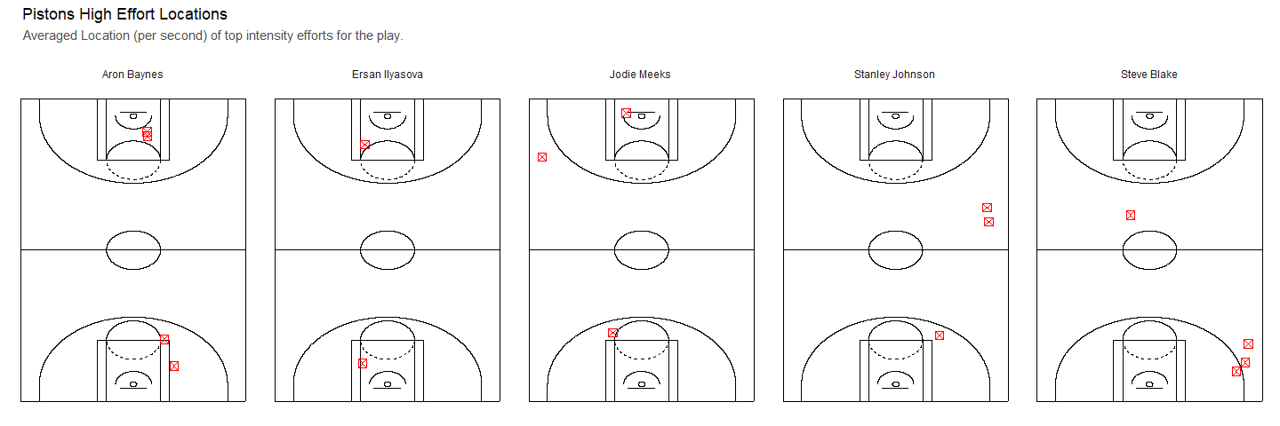 Pistons High Effort Locations
Averaged Location (per second) of top intensity efforts for the play.
Aron Baynes
Ersan Ilyasova
Jodie Meeks
Stanley Johnson
Steve Blake